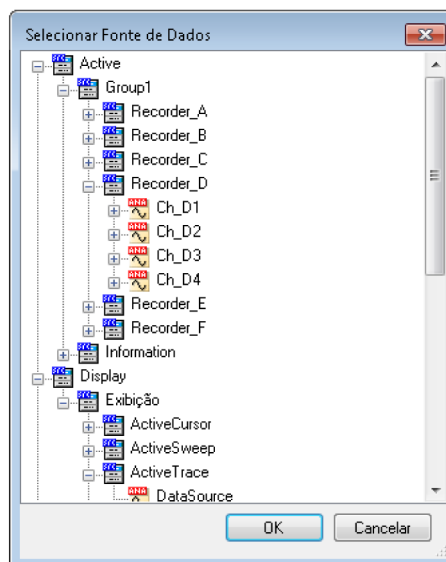 Selecionar Fonte de Dados
Active
Group1
Recorder_A
Recorder_B
Recorder_C
Recorder_D
Ch_D1
Ch_D2
Ch_D3
Ch_D4
Recorder_E
Recorder_F
Information
Display
Exibição
ActiveCursor
ActiveSweep
ActiveTrace
DataSource
OK
Cancelar